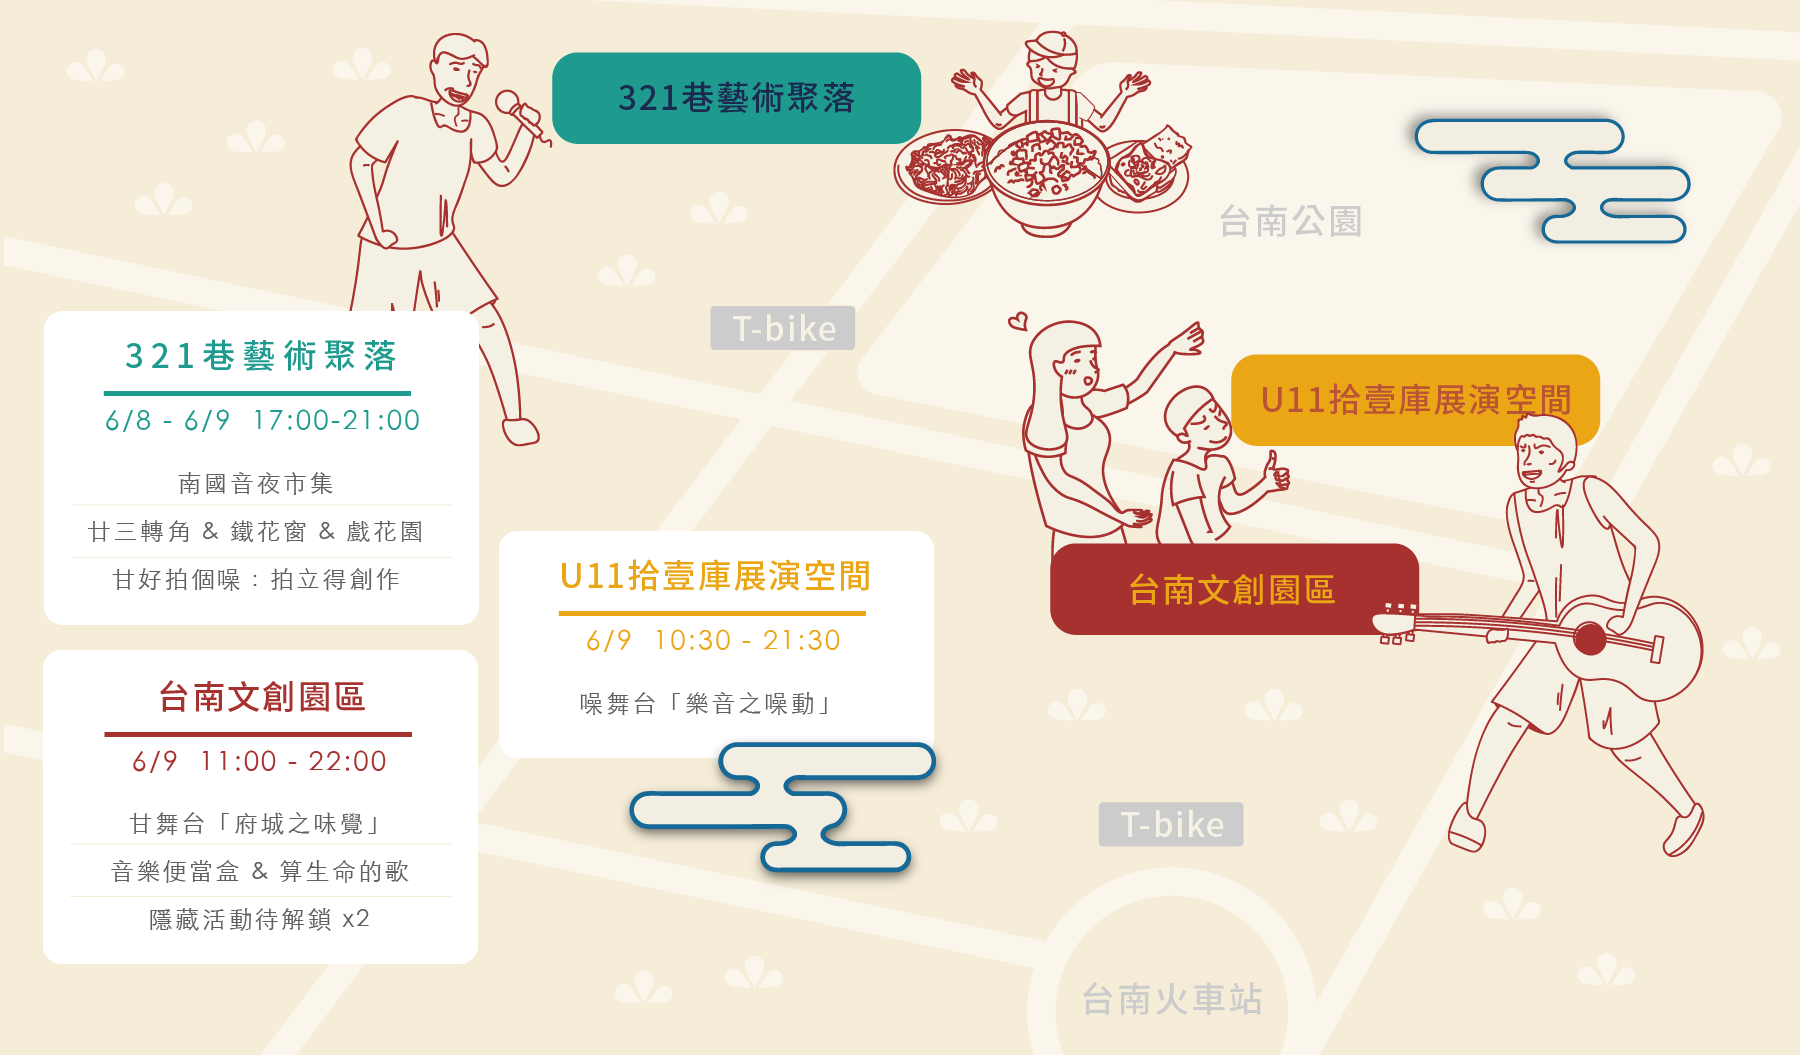 321巷藝術聚落
台南公園
T-bike
U11拾壹庫展演空間
台南文創園區
321巷藝術聚落
6/8 - 6/9 17:00-21:00
南國音夜市集
廿三轉角 & 鐵花窗 & 戲花園
甘好拍個噪：拍立得創作
U11拾壹庫展演空間
6/9 10:30 - 21:30
噪舞台「樂音之噪動」
台南文創園區
6/9 11:00 - 22:00
甘舞台「府城之味覺」
音樂便當盒 & 算生命的歌
隱藏活動待解鎖 x2
T-bike
台南火車站